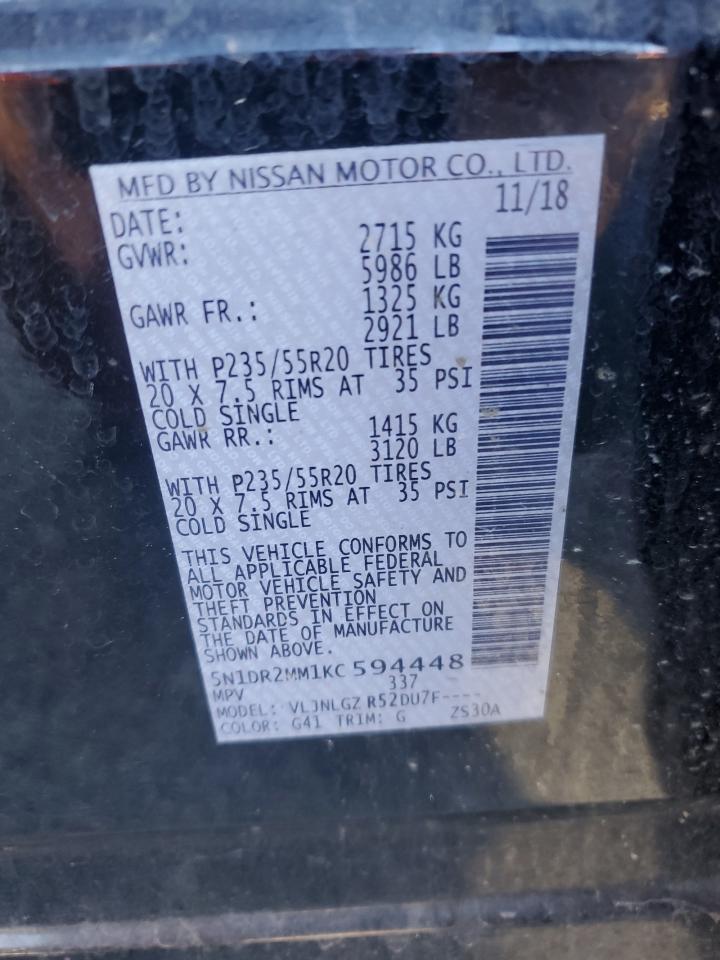 MFD BY NISSAN MOTOR CO., LTD.
DATE: 11/18
GVWR: 2715 KG
5986 LB
GAWR FR.: 1325 KG
2921 LB
WITH P235/55R20 TIRES
20 X 7.5 RIMS AT 35 PSI
COLD SINGLE
GAWR RR.: 1415 KG
3120 LB
WITH P235/55R20 TIRES
20 X 7.5 RIMS AT 35 PSI
COLD SINGLE
THIS VEHICLE CONFORMS TO
ALL APPLICABLE FEDERAL
MOTOR VEHICLE SAFETY AND
THEFT PREVENTION
STANDARDS IN EFFECT ON
THE DATE OF MANUFACTURE
SHOWN ABOVE.
5N1DR2MM1KC594448
MPV 337
MODEL: VLJNLGZ R52DU7F----
COLOR: G41 TRIM: G ZS30A